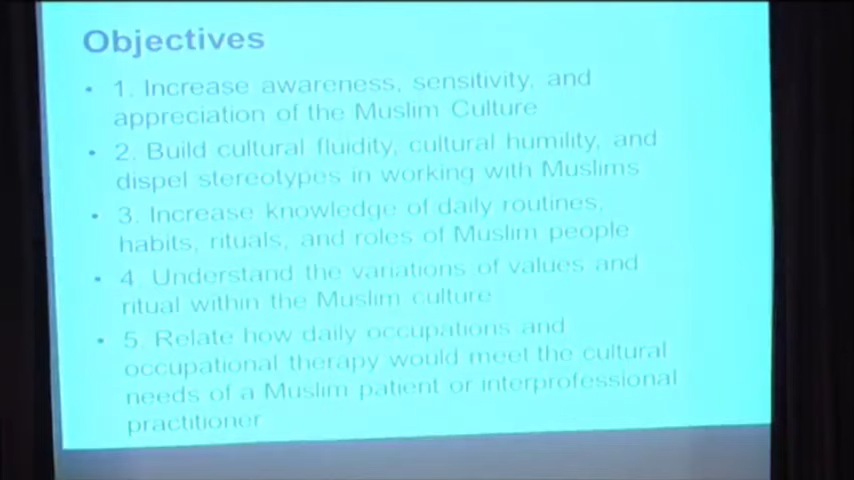 Objectives
• 1. Increase awareness, sensitivity, and
appreciation of the Muslim Culture
• 2. Build cultural fluidity, cultural humility, and
dispel stereotypes in working with Muslims
• 3. Increase knowledge of daily routines,
habits, rituals, and roles of Muslim people
• 4. Understand the variations of values and
ritual within the Muslim culture
• 5. Relate how daily occupations and
occupational therapy would meet the cultural
needs of a Muslim patient or interprofessional
practitioner